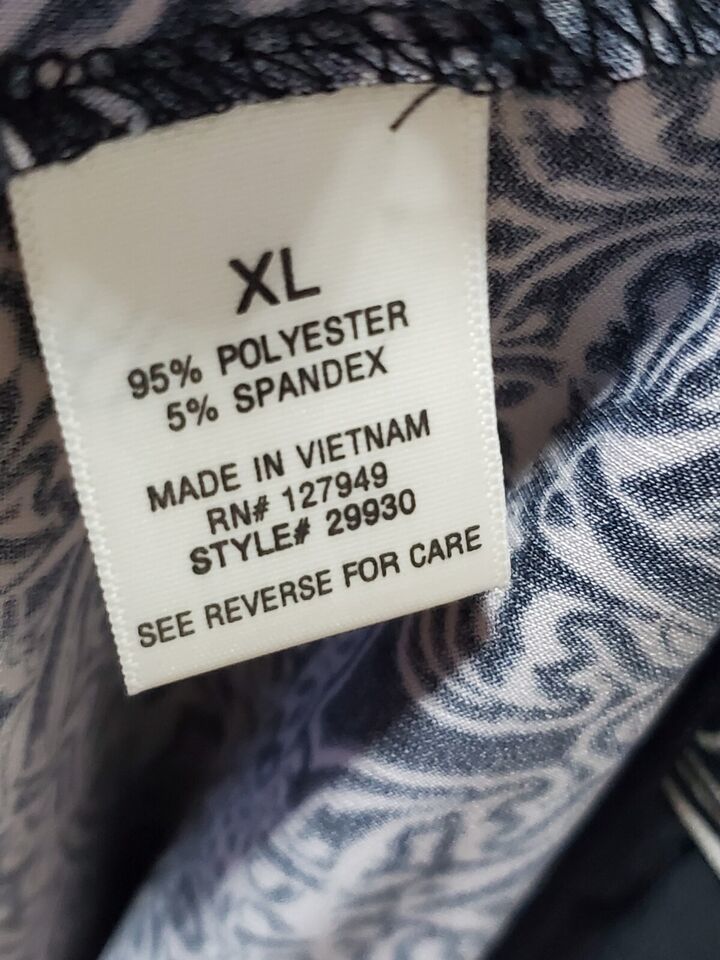 XL
95% POLYESTER
5% SPANDEX
MADE IN VIETNAM
RN# 127949
STYLE# 29930
SEE REVERSE FOR CARE